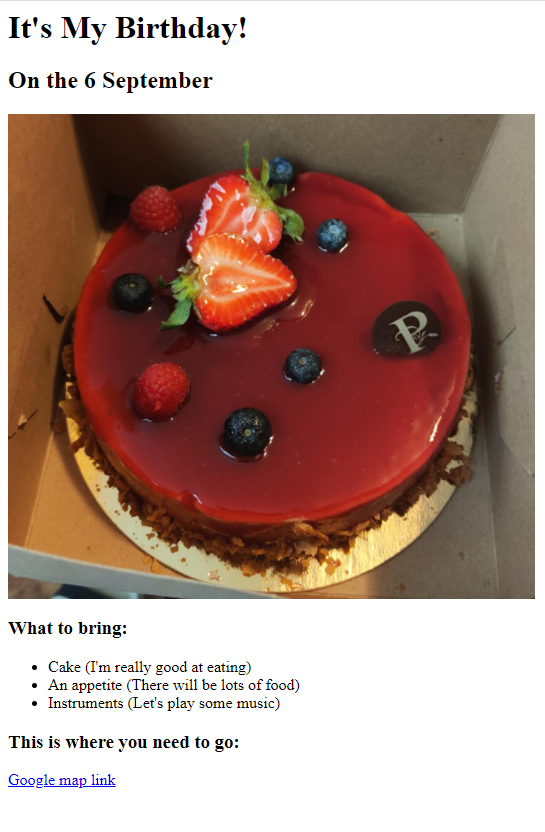 It's My Birthday!
On the 6 September
P
What to bring:
Cake (I'm really good at eating)
An appetite (There will be lots of food)
Instruments (Let's play some music)
This is where you need to go:
Google map link